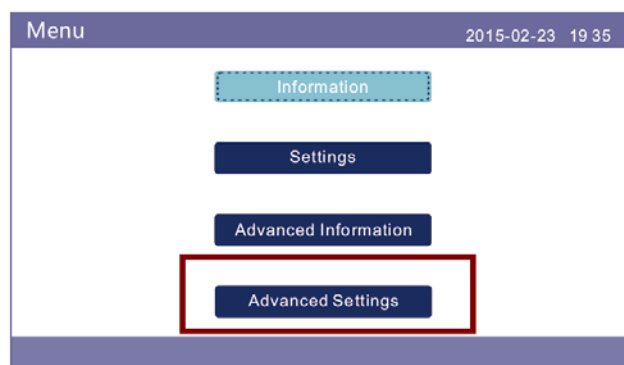 Menu
2015-02-23 19 35
Information
Settings
Advanced Information
Advanced Settings